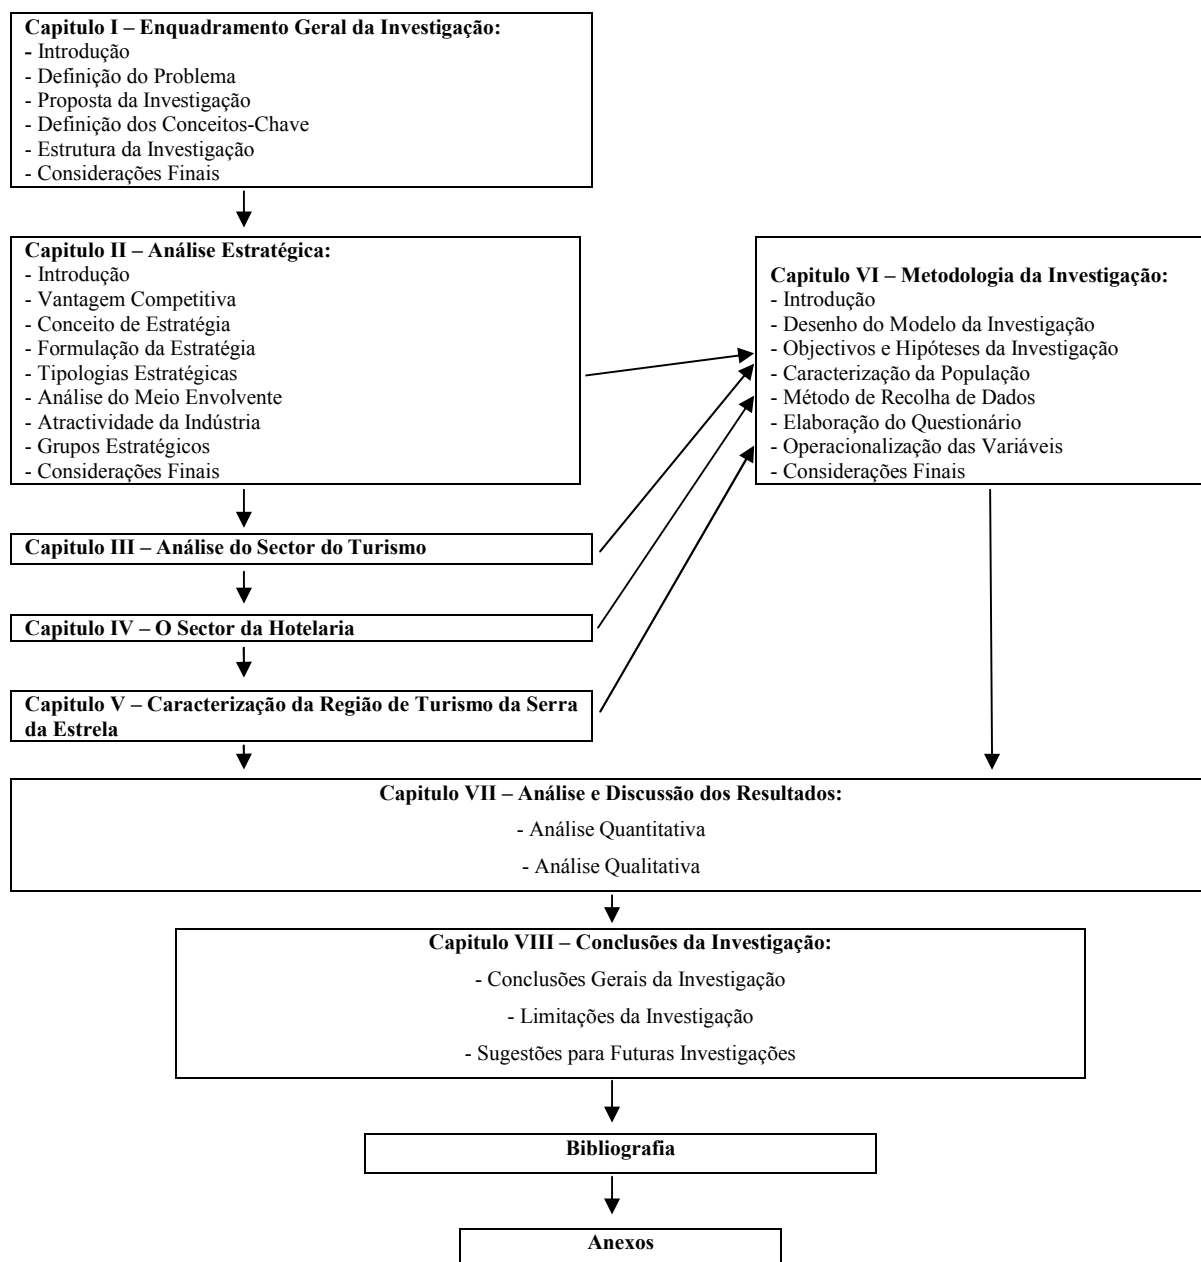 Capitulo I – Enquadramento Geral da Investigação:
- Introdução
- Definição do Problema
- Proposta da Investigação
- Definição dos Conceitos-Chave
- Estrutura da Investigação
- Considerações Finais
Capitulo II – Análise Estratégica:
- Introdução
- Vantagem Competitiva
- Conceito de Estratégia
- Formulação da Estratégia
- Tipologias Estratégicas
- Análise do Meio Envolvente
- Atractividade da Indústria
- Grupos Estratégicos
- Considerações Finais
Capitulo III – Análise do Sector do Turismo
Capitulo IV – O Sector da Hotelaria
Capitulo V – Caracterização da Região de Turismo da Serra
da Estrela
Capitulo VI – Metodologia da Investigação:
- Introdução
- Desenho do Modelo da Investigação
- Objectivos e Hipóteses da Investigação
- Caracterização da População
- Método de Recolha de Dados
- Elaboração do Questionário
- Operacionalização das Variáveis
- Considerações Finais
Capitulo VII – Análise e Discussão dos Resultados:
- Análise Quantitativa
- Análise Qualitativa
Capitulo VIII – Conclusões da Investigação:
- Conclusões Gerais da Investigação
- Limitações da Investigação
- Sugestões para Futuras Investigações
Bibliografia
Anexos